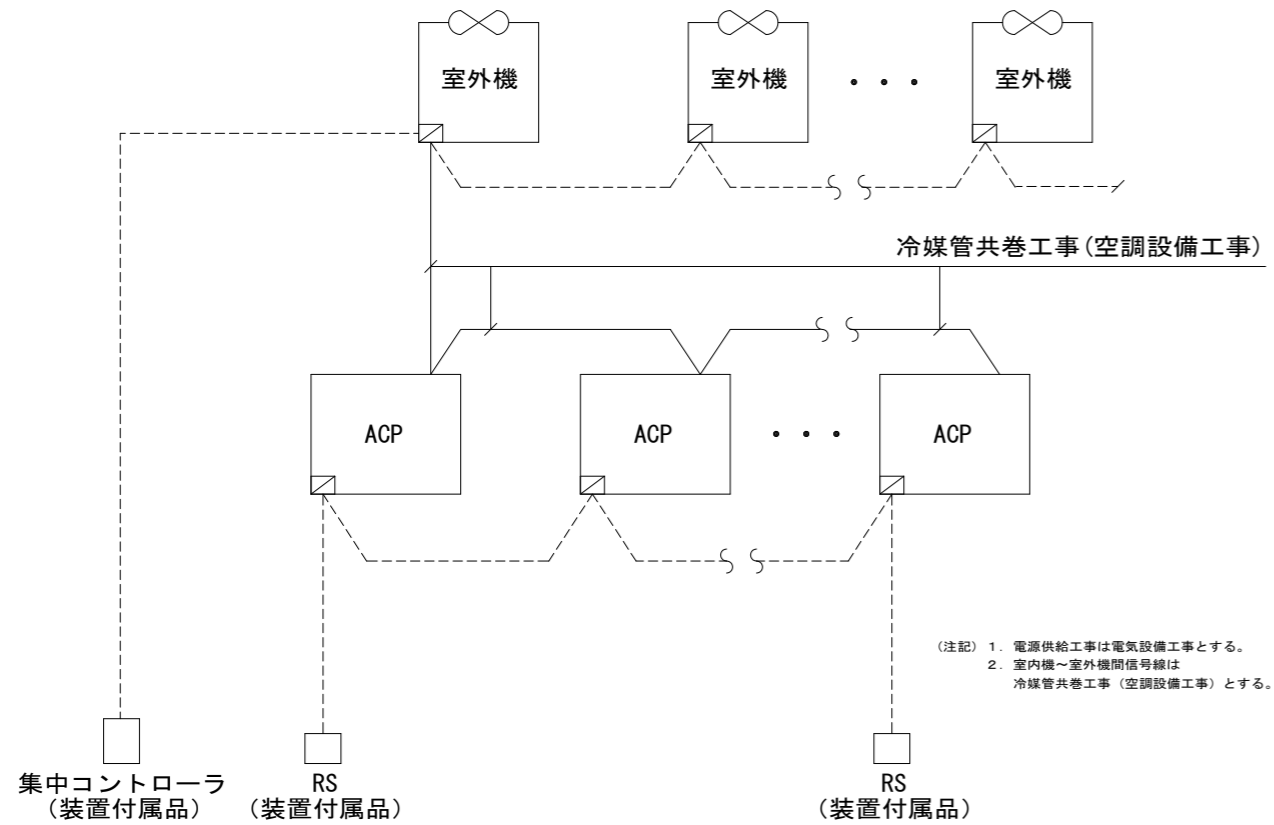 室外機
室外機
・・・
室外機
冷媒管共巻工事(空調設備工事)
ACP
ACP
・・・
ACP
(注記) 1. 電源供給工事は電気設備工事とする。
2. 室内機~室外機間信号線は
冷媒管共巻工事(空調設備工事)とする。
集中コントローラ
(装置付属品)
RS
(装置付属品)
RS
(装置付属品)